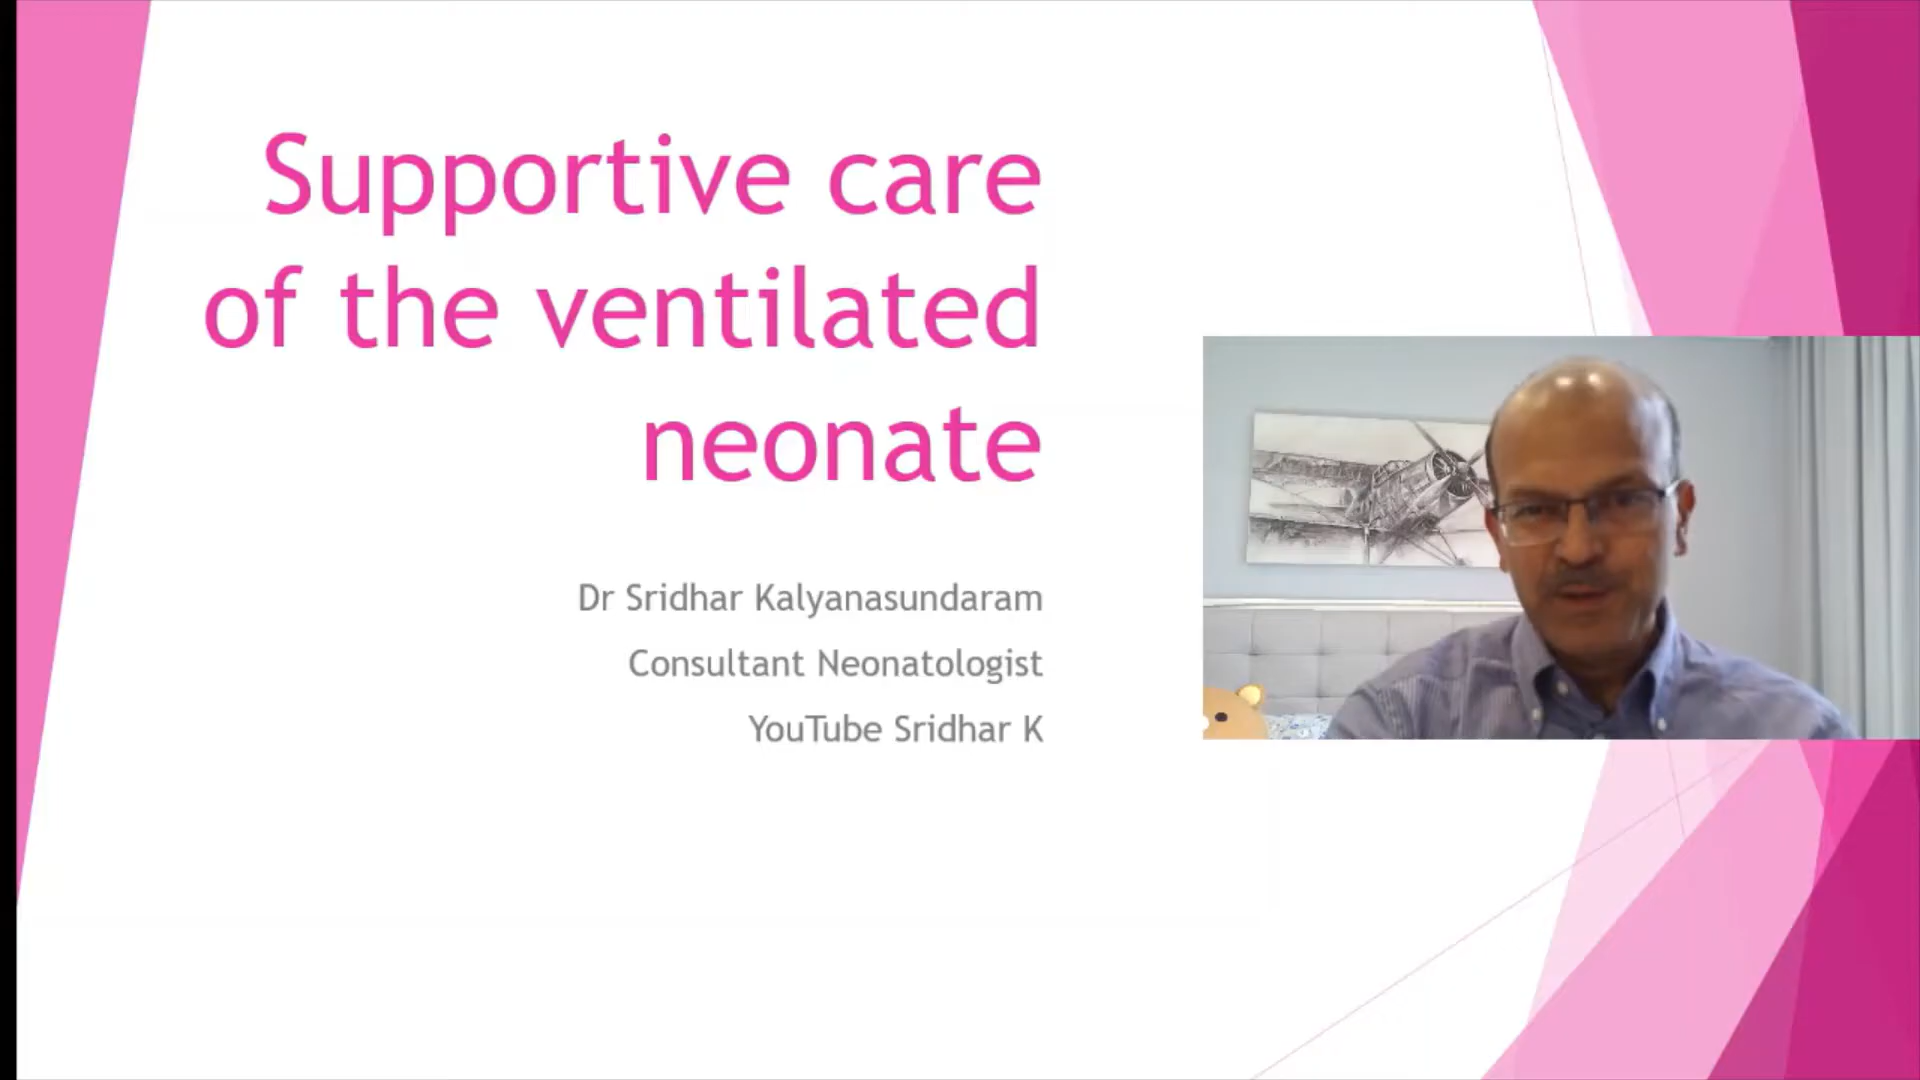 Supportive care
of the ventilated
neonate
Dr Sridhar Kalyanasundaram
Consultant Neonatologist
YouTube Sridhar K